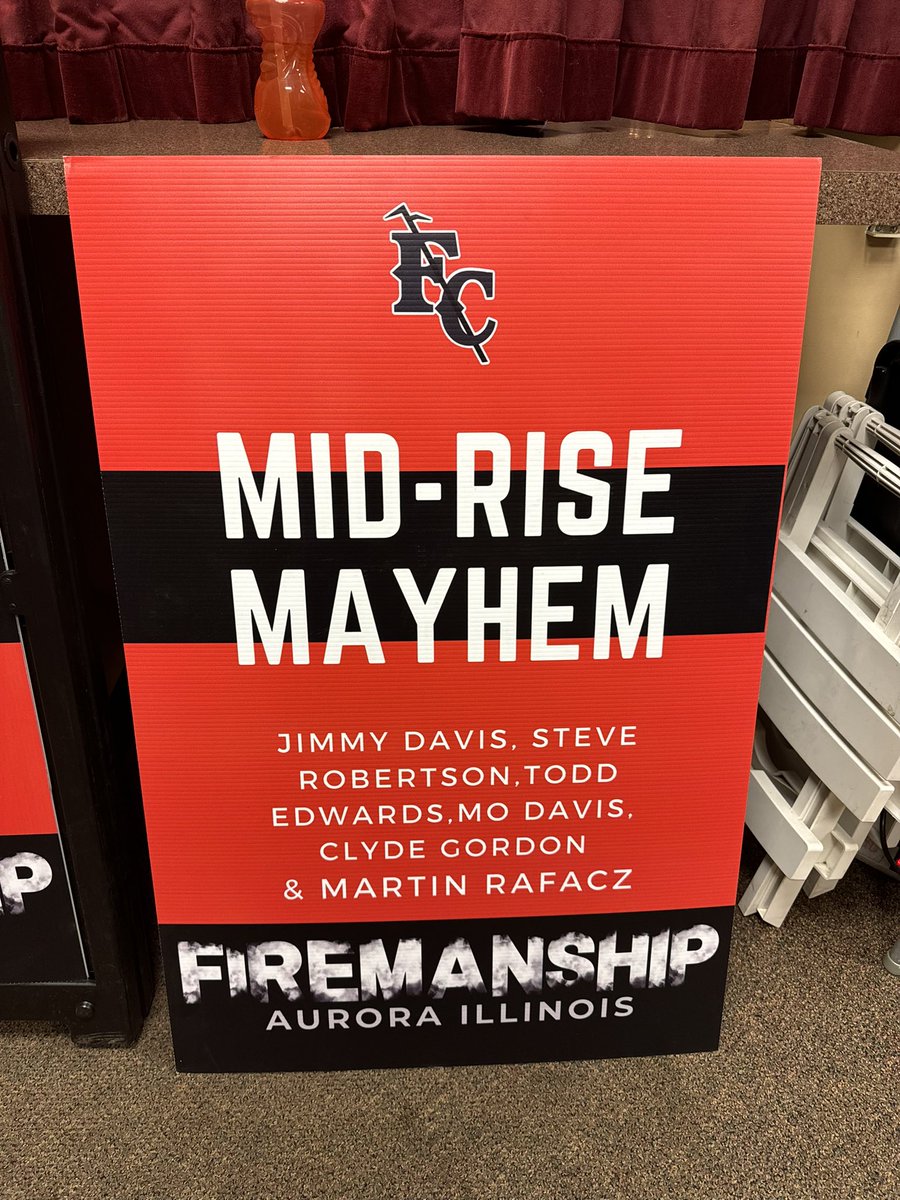 FC
MID-RISE
MAYHEM
JIMMY DAVIS, STEVE
ROBERTSON,TODD
EDWARDS,MO DAVIS,
CLYDE GORDON
& MARTIN RAFACZ
FIREMANSHIP
AURORA ILLINOIS
IP